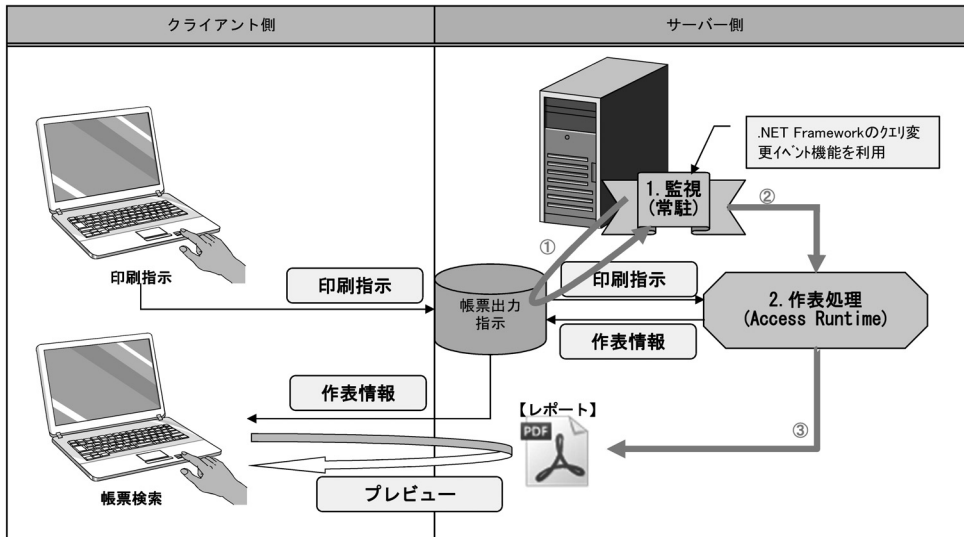 クライアント側
サーバー側
.NET Frameworkのクエリ変
更イベント機能を利用
1.監視
(常駐)
①
②
印刷指示
印刷指示
帳票出力
指示
印刷指示
作表情報
2.作表処理
(Access Runtime)
作表情報
【レポート】
PDF
③
プレビュー
帳票検索